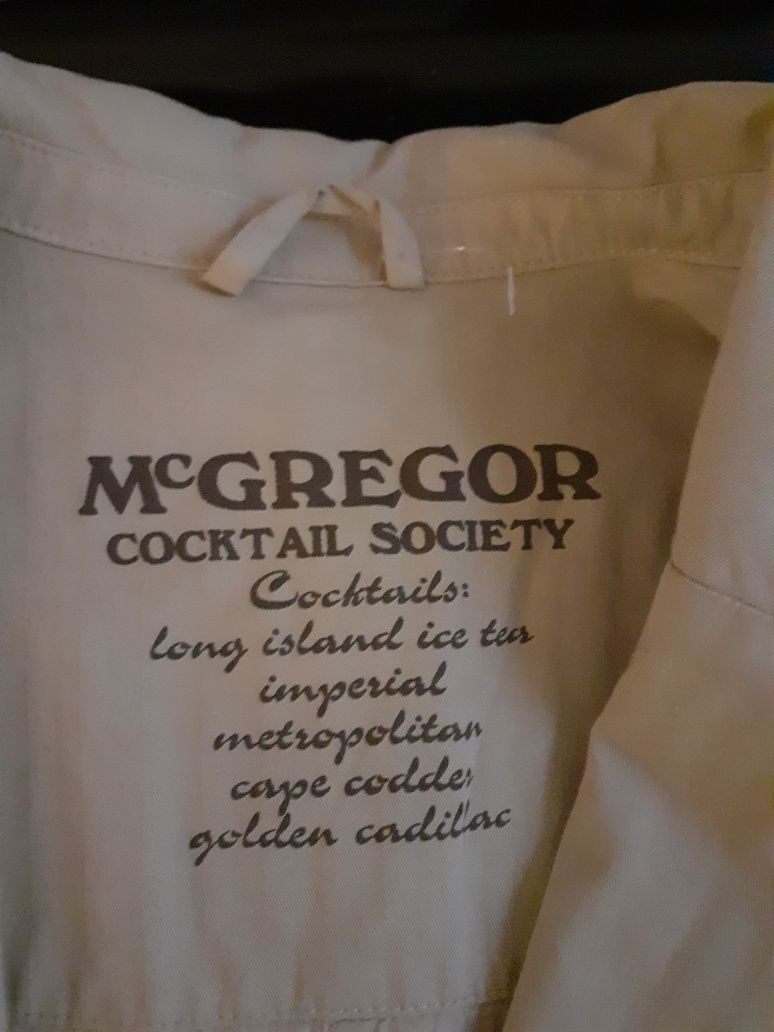 McGREGOR
COCKTAIL SOCIETY
Cocktails:
long island ice tea
imperial
metropolitan
cape codder
golden cadillac